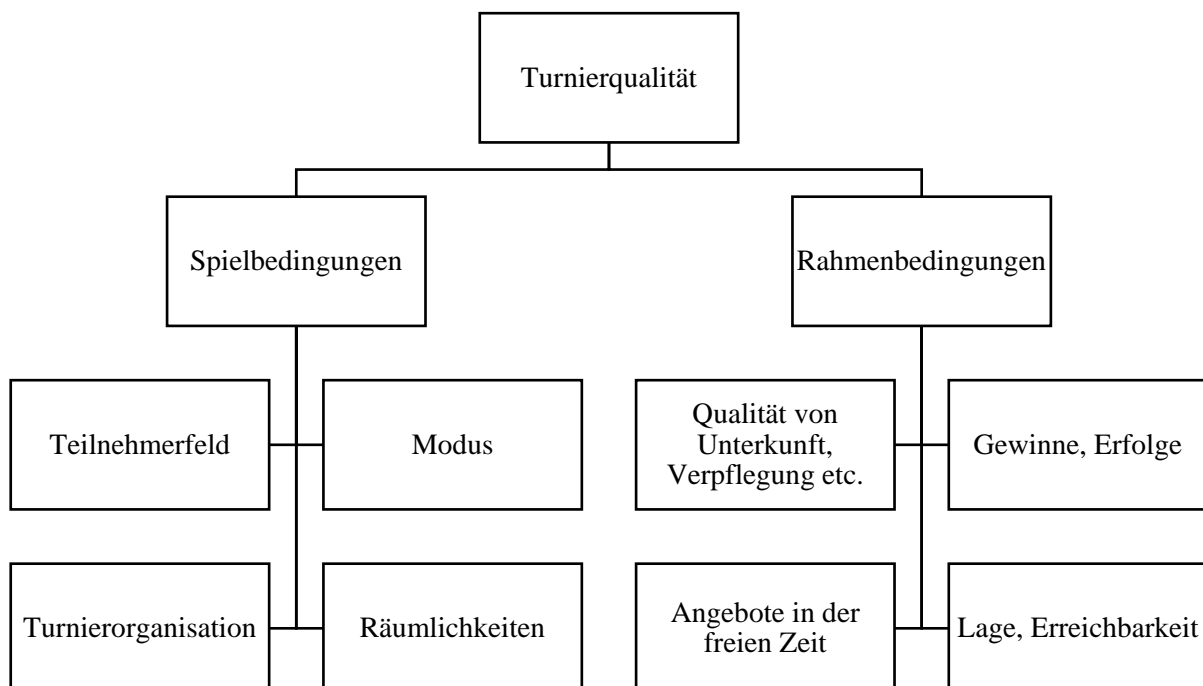 Turnierqualität
Spielbedingungen
Rahmenbedingungen
Teilnehmerfeld
Modus
Qualität von
Unterkunft,
Verpflegung etc.
Gewinne, Erfolge
Turnierorganisation
Räumlichkeiten
Angebote in der
freien Zeit
Lage, Erreichbarkeit